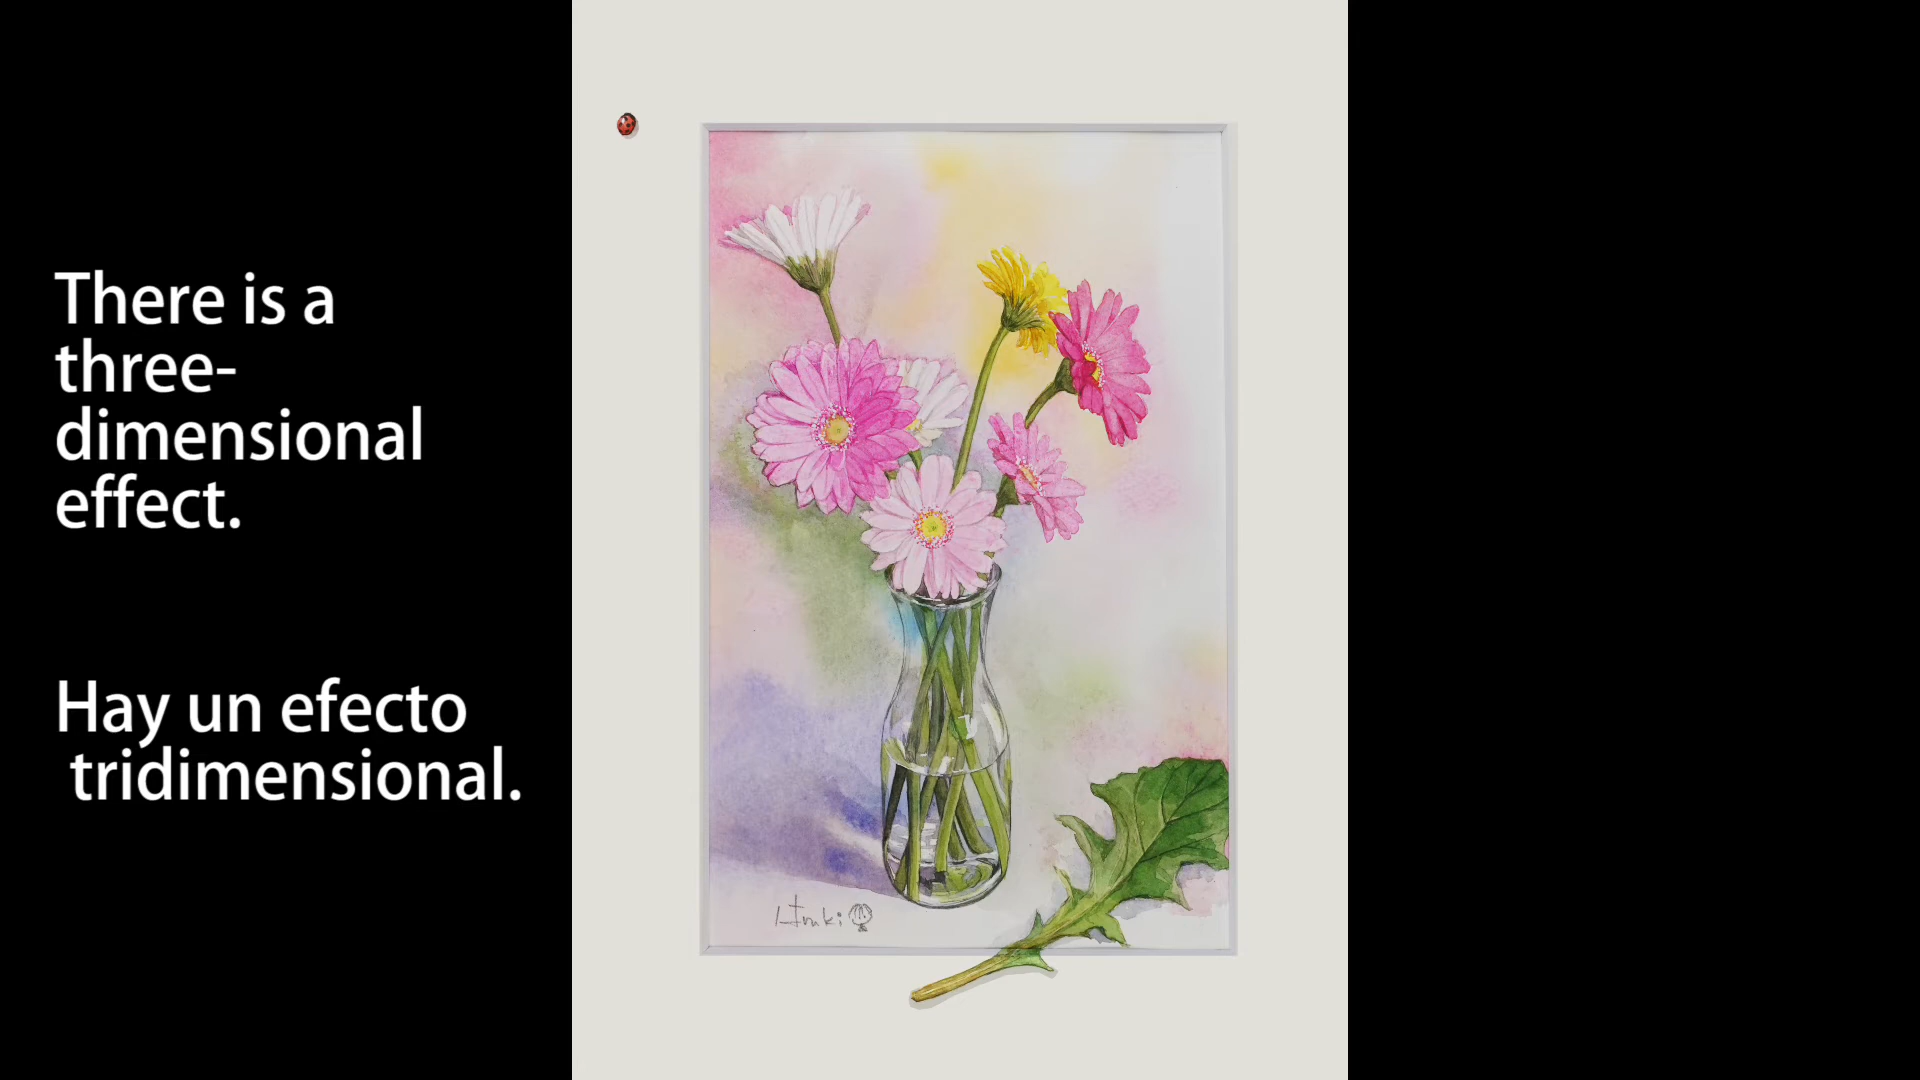 There is a
three-
dimensional
effect.
Hay un efecto
tridimensional.